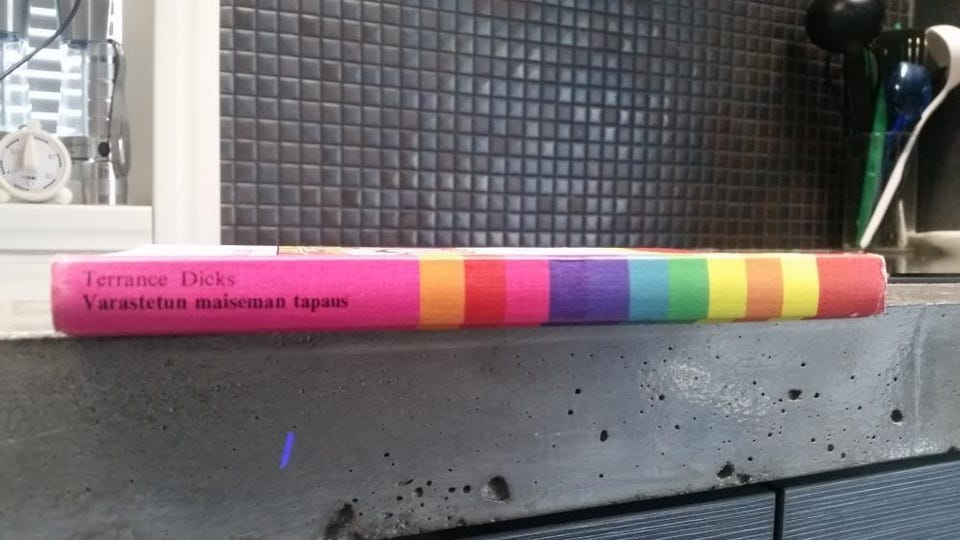 Terrance Dicks
Varastetun maiseman tapaus